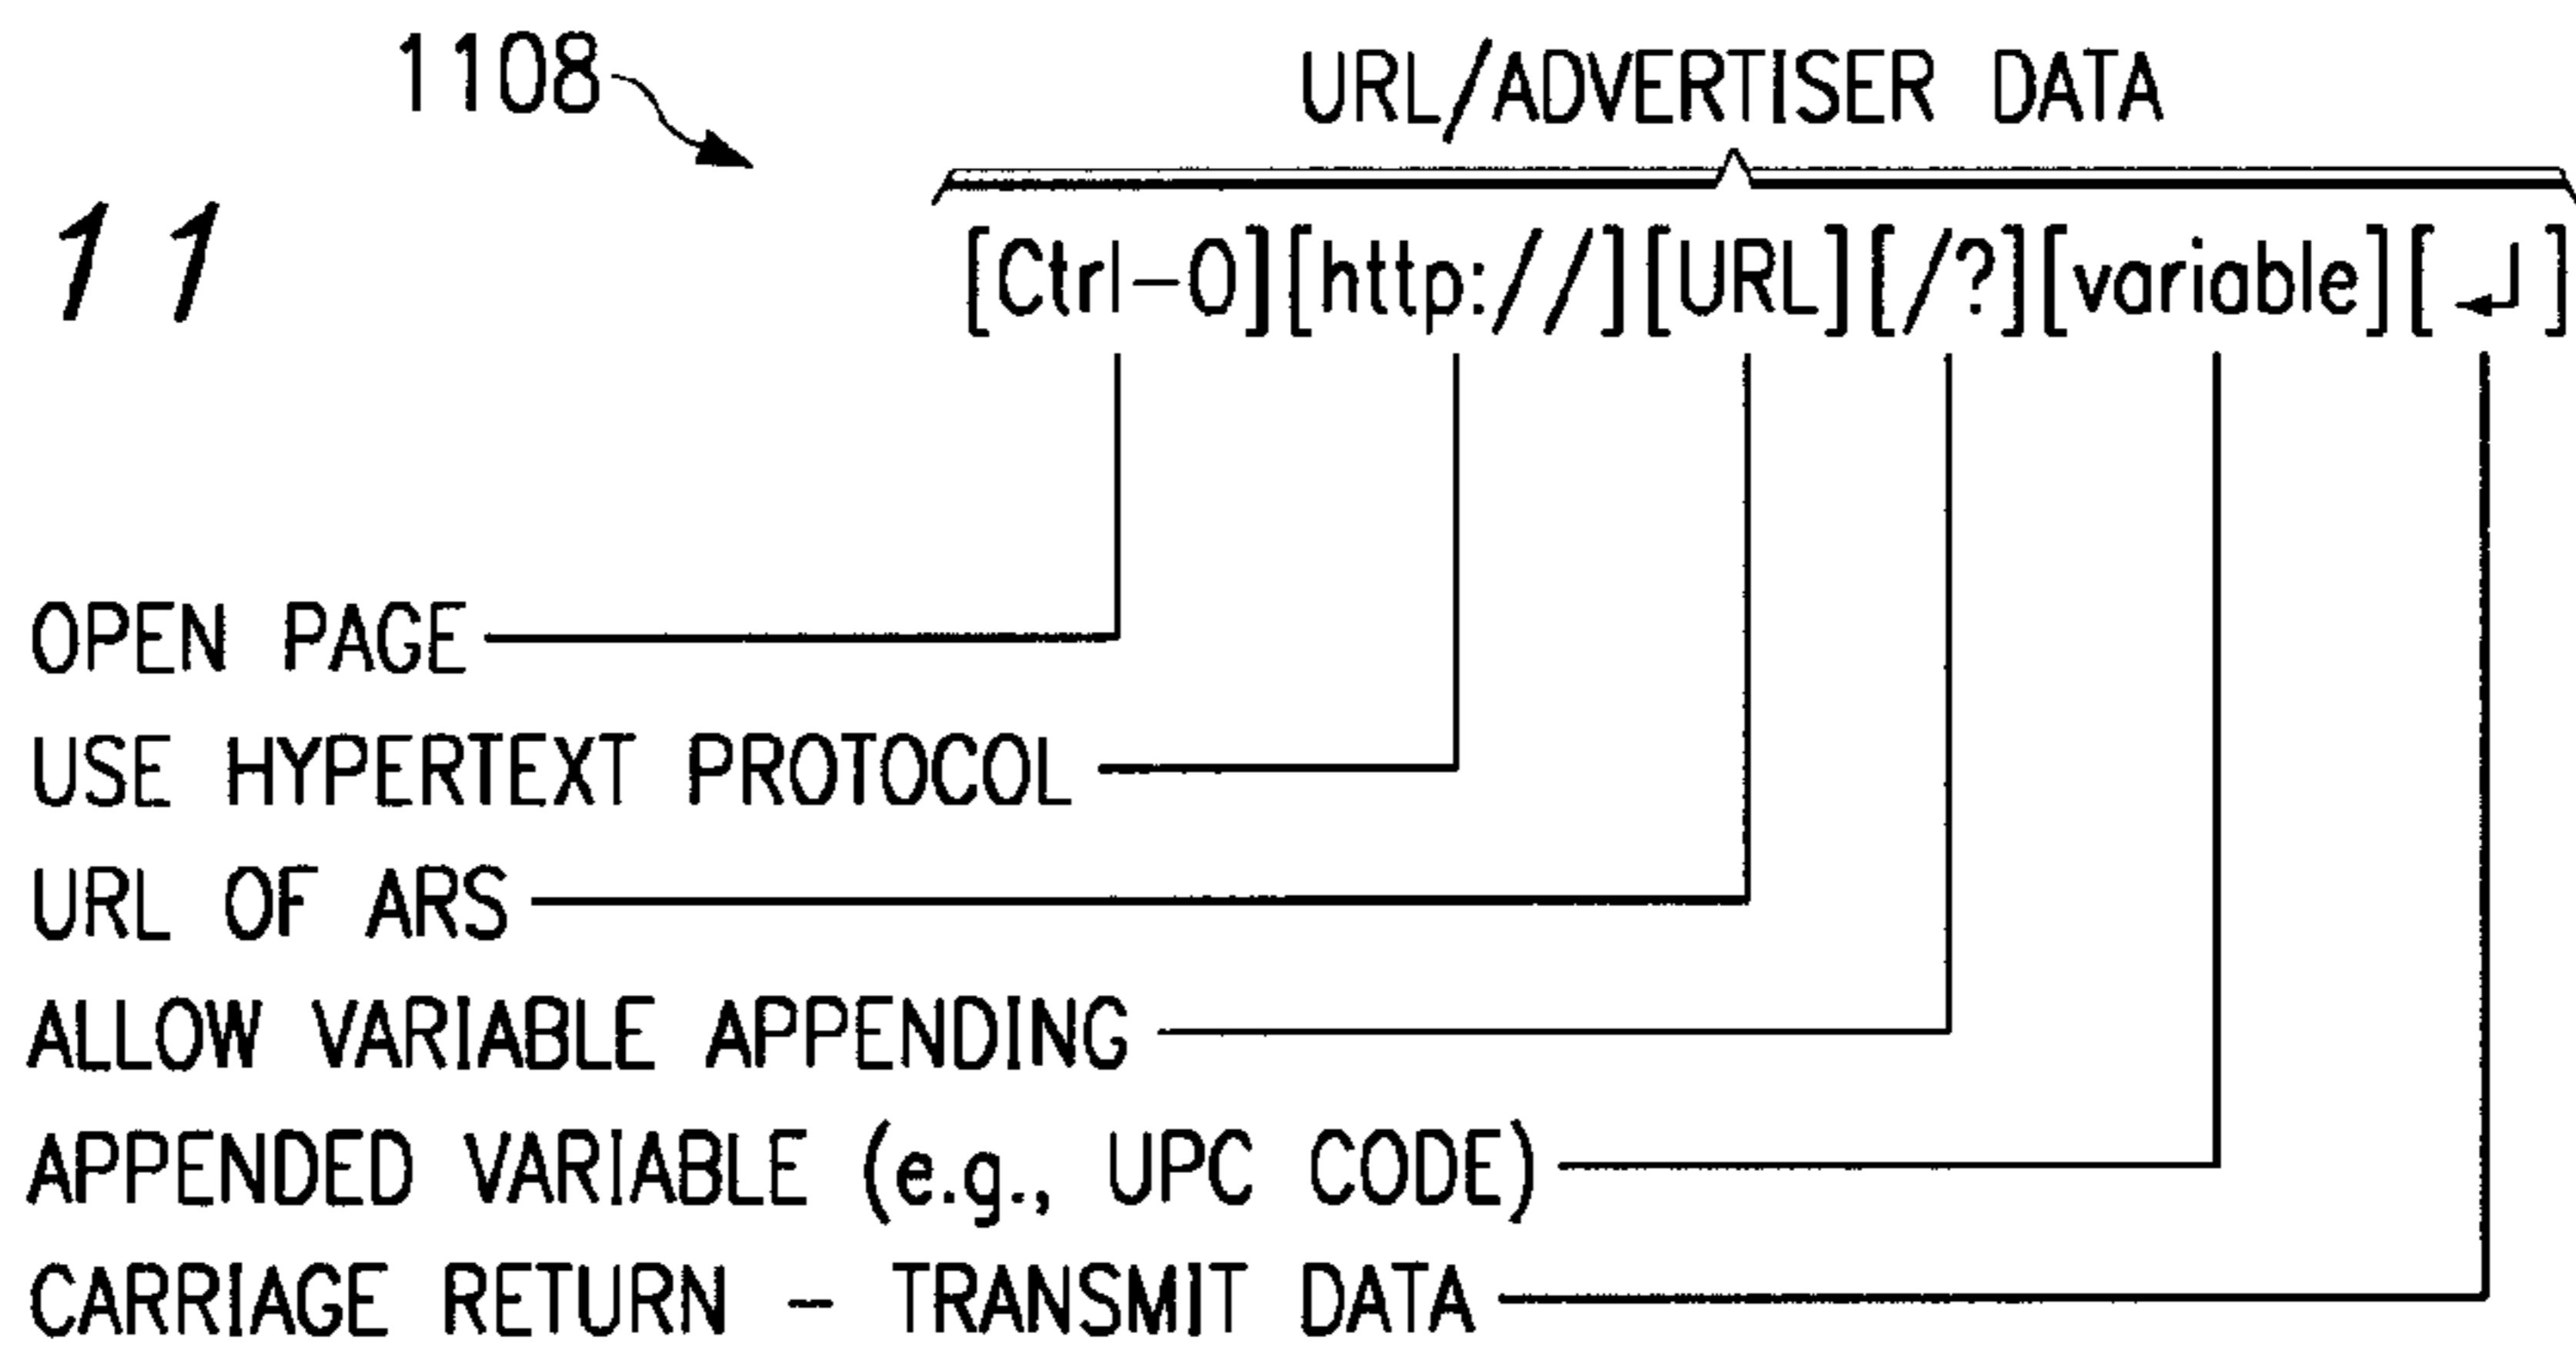 1108
URL/ADVERTISER DATA
11
[Ctrl-O][http://][URL][/?][variable][↵]
OPEN PAGE
USE HYPERTEXT PROTOCOL
URL OF ARS
ALLOW VARIABLE APPENDING
APPENDED VARIABLE (e.g., UPC CODE)
CARRIAGE RETURN - TRANSMIT DATA